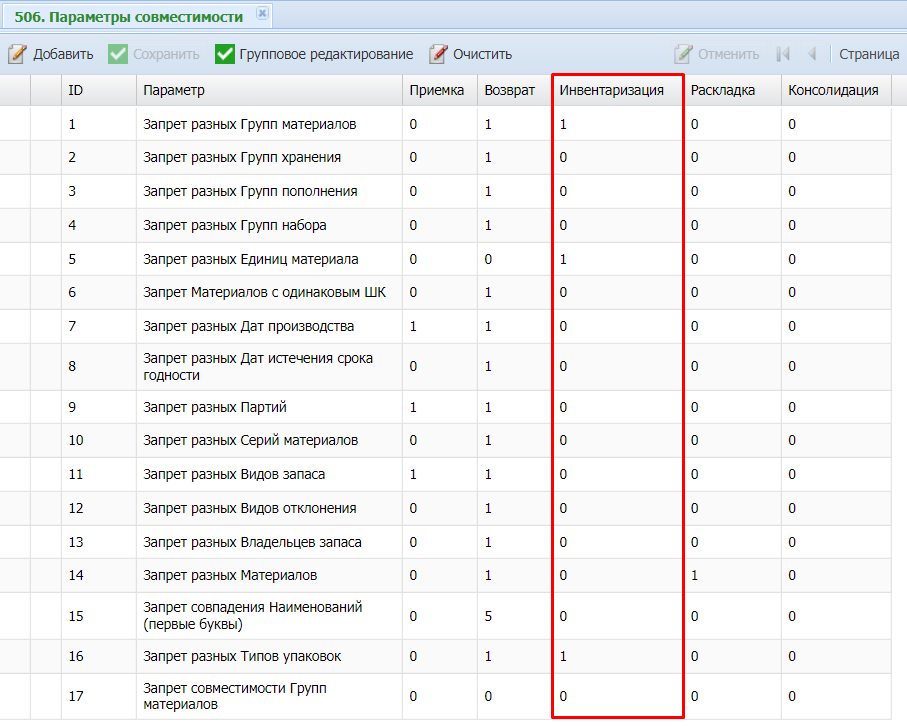 506. Параметры совместимости
Добавить Сохранить Групповое редактирование Очистить Отменить Страница
ID Параметр Приемка Возврат Инвентаризация Раскладка Консолидация
1 Запрет разных Групп материалов 0 1 1 0 0
2 Запрет разных Групп хранения 0 1 0 0 0
3 Запрет разных Групп пополнения 0 1 0 0 0
4 Запрет разных Групп набора 0 1 0 0 0
5 Запрет разных Единиц материала 0 0 1 0 0
6 Запрет Материалов с одинаковым ШК 0 1 0 0 0
7 Запрет разных Дат производства 1 1 0 0 0
8 Запрет разных Дат истечения срока
годности 0 1 0 0 0
9 Запрет разных Партий 1 1 0 0 0
10 Запрет разных Серий материалов 0 1 0 0 0
11 Запрет разных Видов запаса 1 1 0 0 0
12 Запрет разных Видов отклонения 0 1 0 0 0
13 Запрет разных Владельцев запаса 0 1 0 0 0
14 Запрет разных Материалов 0 1 0 1 0
15 Запрет совпадения Наименований
(первые буквы) 0 5 0 0 0
16 Запрет разных Типов упаковок 0 1 1 0 0
17 Запрет совместимости Групп
материалов 0 0 0 0 0